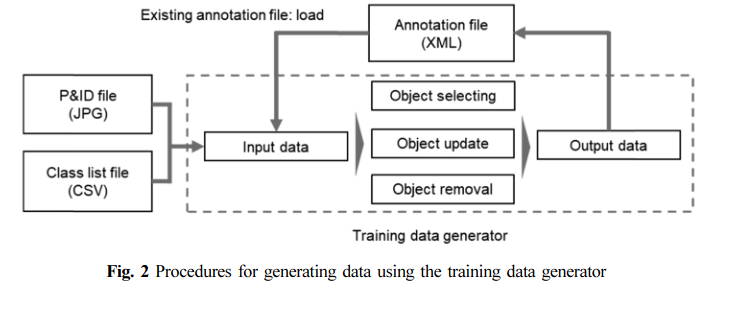 Existing annotation file: load
Annotation file
(XML)
P&ID file
(JPG)
Object selecting
Input data
Object update
Output data
Class list file
(CSV)
Object removal
Training data generator
Fig. 2 Procedures for generating data using the training data generator